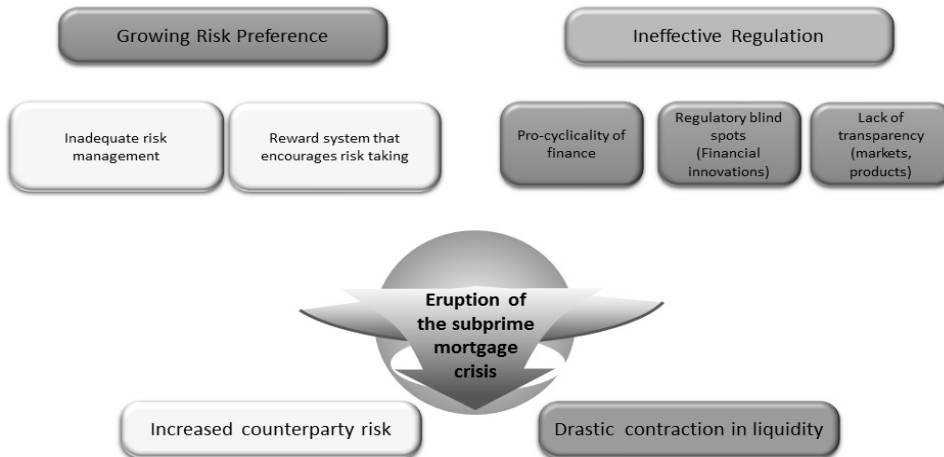 Growing Risk Preference
Ineffective Regulation
Inadequate risk
management
Reward system that
encourages risk taking
Pro-cyclicality of
finance
Regulatory blind
spots
(Financial
innovations)
Lack of
transparency
(markets,
products)
Eruption of
the subprime
mortgage
crisis
Increased counterparty risk
Drastic contraction in liquidity